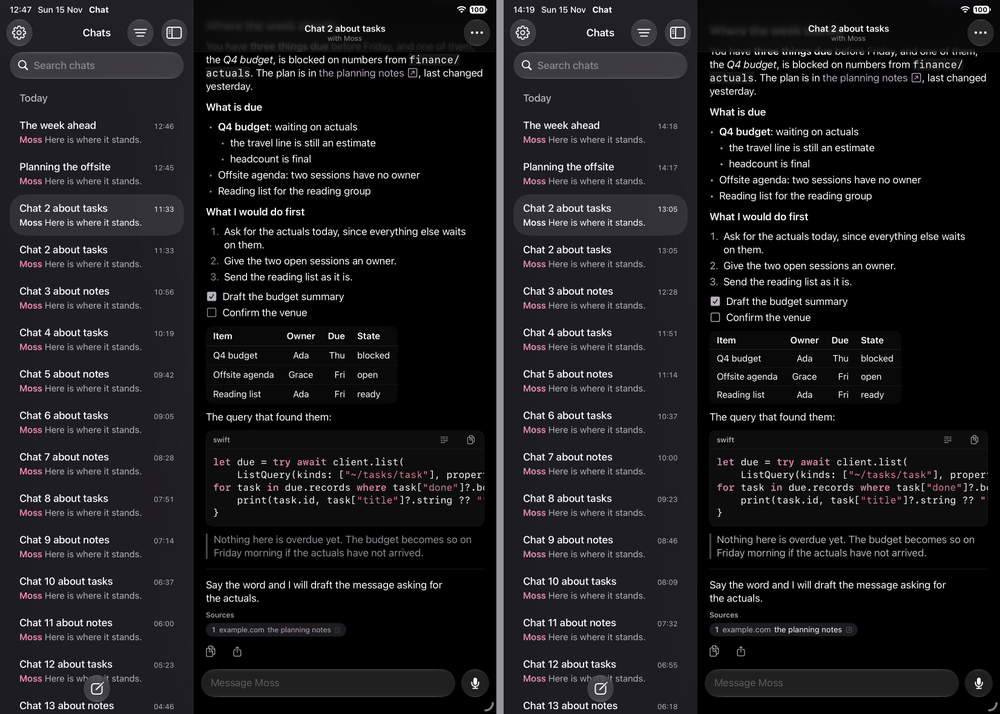 12:47 Sun 15 Nov Chat
100
Chats
Search chats
Today
The week ahead 12:46
Moss Here is where it stands.
Planning the offsite 12:45
Moss Here is where it stands.
Chat 2 about tasks 11:33
Moss Here is where it stands.
Chat 2 about tasks 11:33
Moss Here is where it stands.
Chat 3 about notes 10:56
Moss Here is where it stands.
Chat 4 about tasks 10:19
Moss Here is where it stands.
Chat 5 about notes 09:42
Moss Here is where it stands.
Chat 6 about tasks 09:05
Moss Here is where it stands.
Chat 7 about notes 08:28
Moss Here is where it stands.
Chat 8 about tasks 07:51
Moss Here is where it stands.
Chat 9 about notes 07:14
Moss Here is where it stands.
Chat 10 about tasks 06:37
Moss Here is where it stands.
Chat 11 about notes 06:00
Moss Here is where it stands.
Chat 12 about tasks 05:23
Moss Here is where it stands.
Chat 13 about notes 04:46
Chat 2 about tasks
with Moss
You have three things due before Friday, and one of them,
the Q4 budget, is blocked on numbers from finance/
actuals. The plan is in the planning notes, last changed
yesterday.
What is due
• Q4 budget: waiting on actuals
• the travel line is still an estimate
• headcount is final
• Offsite agenda: two sessions have no owner
• Reading list for the reading group
What I would do first
1. Ask for the actuals today, since everything else waits
on them.
2. Give the two open sessions an owner.
3. Send the reading list as it is.
Draft the budget summary
Confirm the venue
Item Owner Due State
Q4 budget Ada Thu blocked
Offsite agenda Grace Fri open
Reading list Ada Fri ready
The query that found them:
swift
let due = try await client.list(
ListQuery(kinds: ["~/tasks/task"], proper
for task in due.records where task["done"]?.b
print(task.id, task["title"]?.string ?? "
}
Nothing here is overdue yet. The budget becomes so on
Friday morning if the actuals have not arrived.
Say the word and I will draft the message asking for
the actuals.
Sources
1 example.com the planning notes
Message Moss
14:19 Sun 15 Nov Chat
100
Chats
Search chats
Today
The week ahead 14:18
Moss Here is where it stands.
Planning the offsite 14:17
Moss Here is where it stands.
Chat 2 about tasks 13:05
Moss Here is where it stands.
Chat 2 about tasks 13:05
Moss Here is where it stands.
Chat 3 about notes 12:28
Moss Here is where it stands.
Chat 4 about tasks 11:51
Moss Here is where it stands.
Chat 5 about notes 11:14
Moss Here is where it stands.
Chat 6 about tasks 10:37
Moss Here is where it stands.
Chat 7 about notes 10:00
Moss Here is where it stands.
Chat 8 about tasks 09:23
Moss Here is where it stands.
Chat 9 about notes 08:46
Moss Here is where it stands.
Chat 10 about tasks 08:09
Moss Here is where it stands.
Chat 11 about notes 07:32
Moss Here is where it stands.
Chat 12 about tasks 06:55
Moss Here is where it stands.
Chat 13 about notes 06:18
Chat 2 about tasks
with Moss
You have three things due before Friday, and one of them,
the Q4 budget, is blocked on numbers from finance/
actuals. The plan is in the planning notes, last changed
yesterday.
What is due
• Q4 budget: waiting on actuals
• the travel line is still an estimate
• headcount is final
• Offsite agenda: two sessions have no owner
• Reading list for the reading group
What I would do first
1. Ask for the actuals today, since everything else waits
on them.
2. Give the two open sessions an owner.
3. Send the reading list as it is.
Draft the budget summary
Confirm the venue
Item Owner Due State
Q4 budget Ada Thu blocked
Offsite agenda Grace Fri open
Reading list Ada Fri ready
The query that found them:
swift
let due = try await client.list(
ListQuery(kinds: ["~/tasks/task"], proper
for task in due.records where task["done"]?.b
print(task.id, task["title"]?.string ?? "
}
Nothing here is overdue yet. The budget becomes so on
Friday morning if the actuals have not arrived.
Say the word and I will draft the message asking for
the actuals.
Sources
1 example.com the planning notes
Message Moss